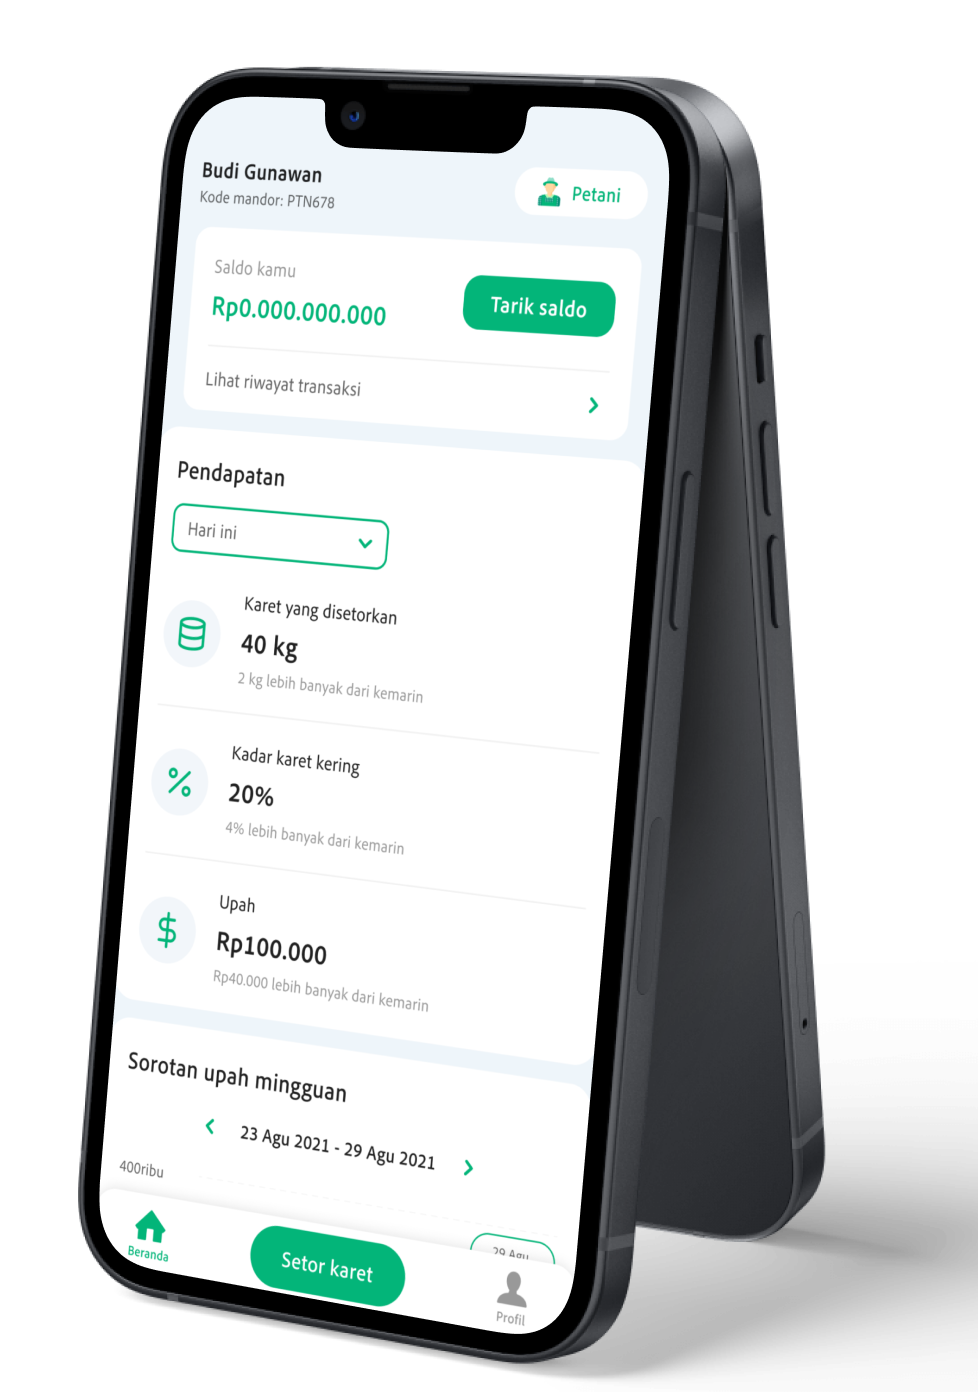 Budi Gunawan
Kode mandor: PTN678
Petani
Saldo kamu
Rp0.000.000.000
Tarik saldo
Lihat riwayat transaksi
Pendapatan
Hari ini
Karet yang disetorkan
40 kg
2 kg lebih banyak dari kemarin
Kadar karet kering
20%
4% lebih banyak dari kemarin
Upah
Rp100.000
Rp40.000 lebih banyak dari kemarin
Sorotan upah mingguan
23 Agu 2021 - 29 Agu 2021
400ribu
29 Agu
Beranda
Setor karet
Profil